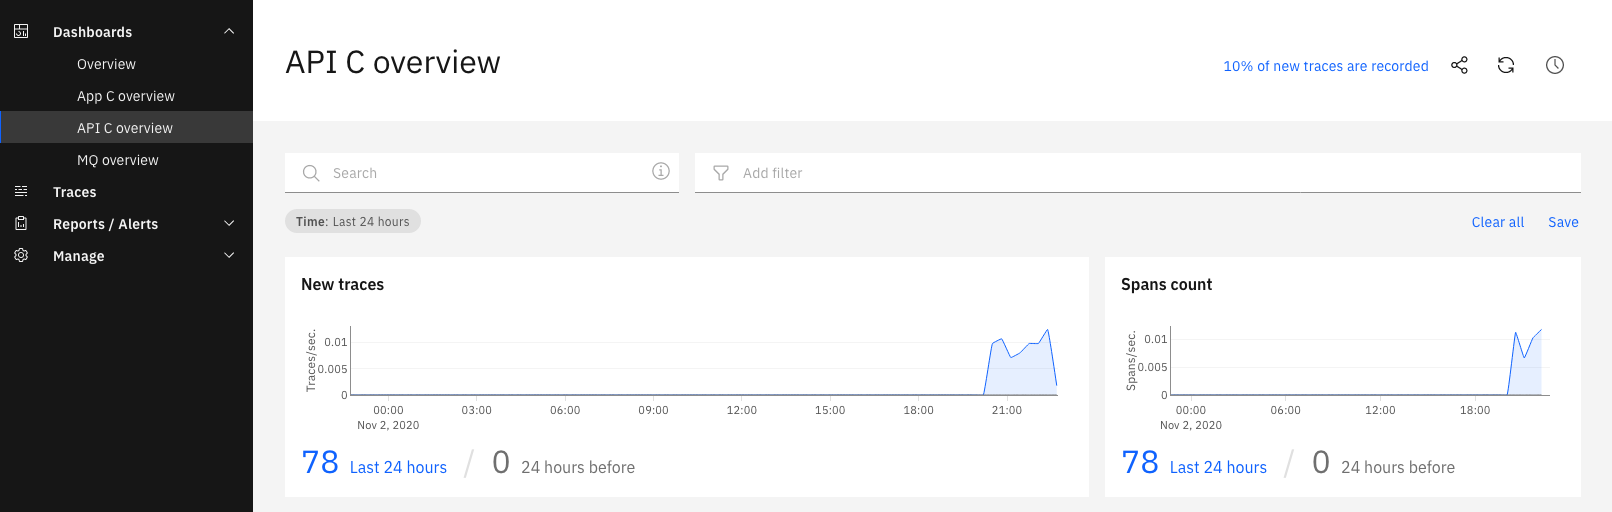 Dashboards
Overview
App C overview
API C overview
MQ overview
Traces
Reports / Alerts
Manage
API C overview
10% of new traces are recorded
Search
Add filter
Time: Last 24 hours
Clear all
Save
New traces
Traces/sec.
0.01
0.005
0
00:00
03:00
06:00
09:00
12:00
15:00
18:00
21:00
Nov 2, 2020
78 Last 24 hours / 0 24 hours before
Spans count
Spans/sec.
0.01
0.005
0
00:00
06:00
12:00
18:00
Nov 2, 2020
78 Last 24 hours / 0 24 hours before